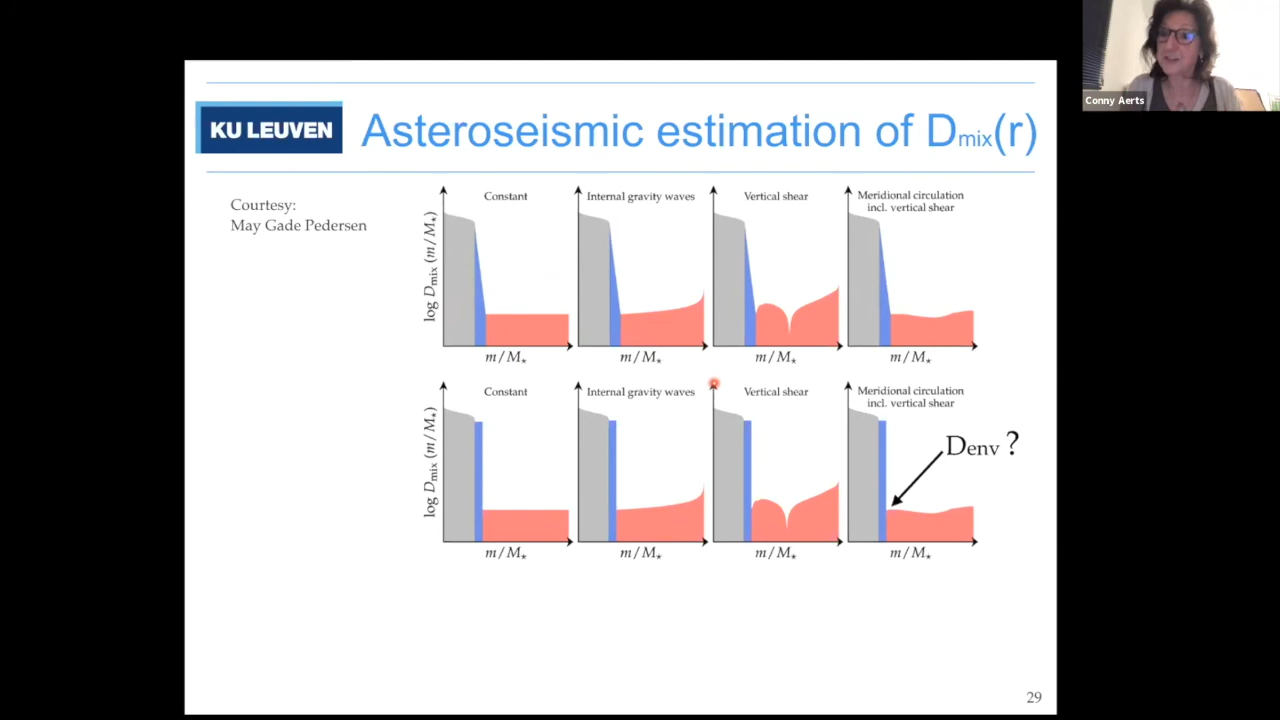 Conny Aerts
KU LEUVEN
Asteroseismic estimation of Dmix(r)
Courtesy:
May Gade Pedersen
Constant
Internal gravity waves
Vertical shear
Meridional circulation
incl. vertical shear
log Dmix (m/M⋆)
m/M⋆
m/M⋆
m/M⋆
m/M⋆
Constant
Internal gravity waves
Vertical shear
Meridional circulation
incl. vertical shear
log Dmix (m/M⋆)
Denv ?
m/M⋆
m/M⋆
m/M⋆
m/M⋆
29